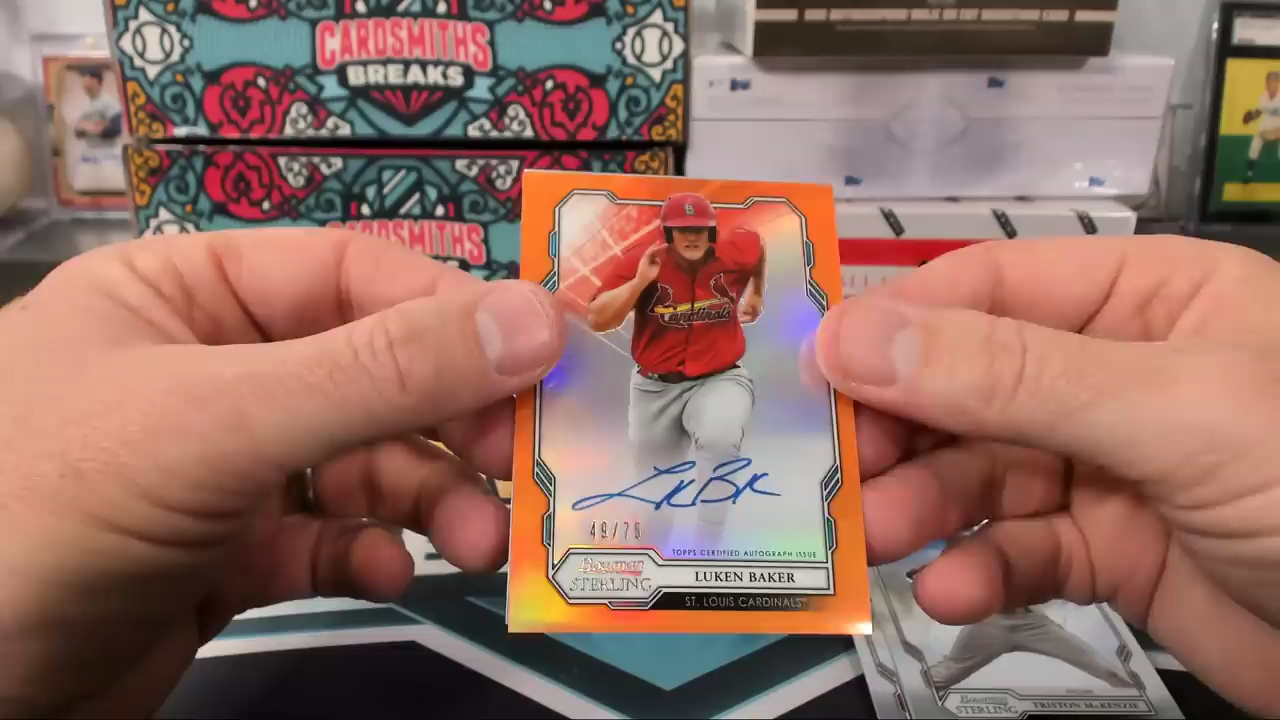 CARDSMITHS
BREAKS
CARDSMITHS
Cardinals
49/75
TOPPS CERTIFIED AUTOGRAPH ISSUE
Bowman
STERLING
LUKEN BAKER
ST. LOUIS CARDINALS
Bowman
STERLING
TRISTON McKENZIE